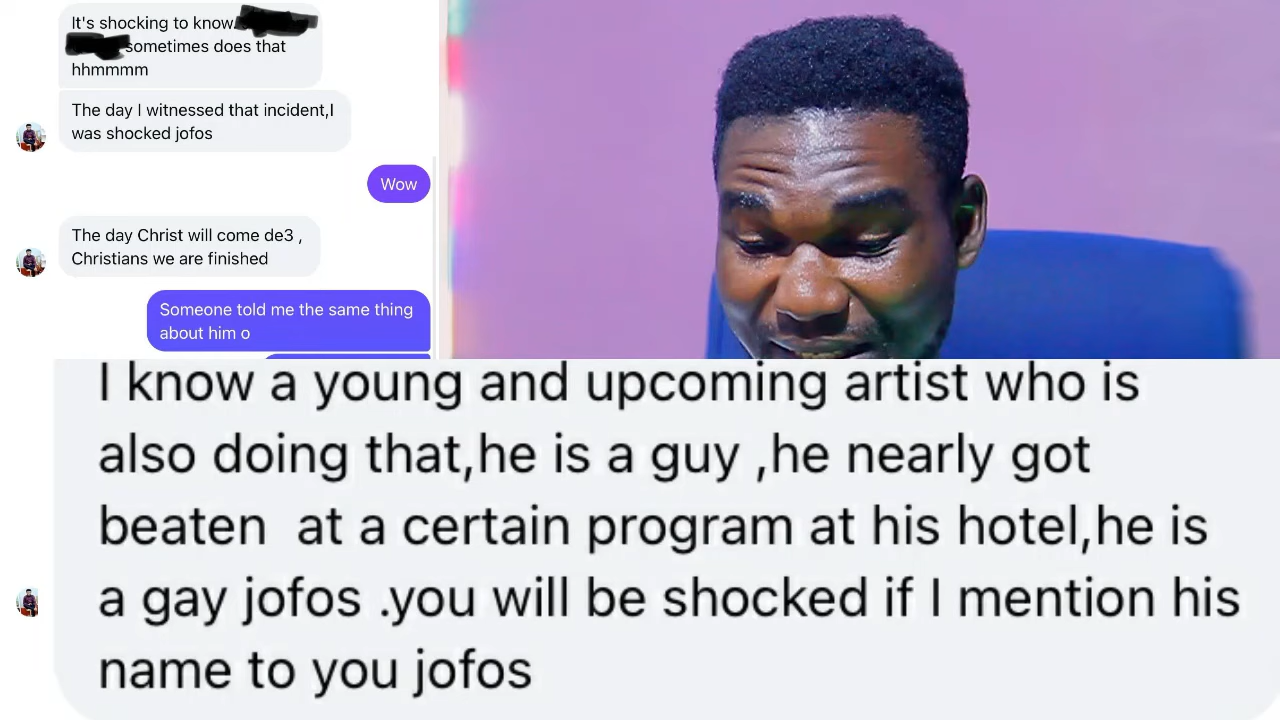 It's shocking to know
sometimes does that
hhmmmm
The day I witnessed that incident,I
was shocked jofos
Wow
The day Christ will come de3 ,
Christians we are finished
Someone told me the same thing
about him o
I know a young and upcoming artist who is
also doing that,he is a guy ,he nearly got
beaten  at a certain program at his hotel,he is
a gay jofos .you will be shocked if I mention his
name to you jofos